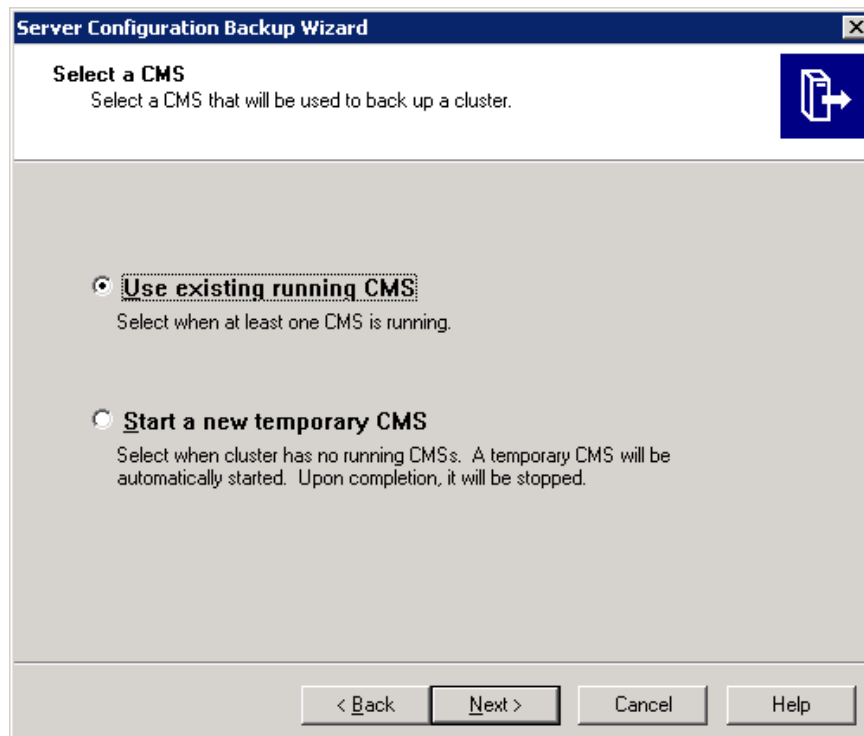 Server Configuration Backup Wizard
Select a CMS
Select a CMS that will be used to back up a cluster.
Use existing running CMS
Select when at least one CMS is running.
Start a new temporary CMS
Select when cluster has no running CMSs. A temporary CMS will be
automatically started. Upon completion, it will be stopped.
< Back Next > Cancel Help